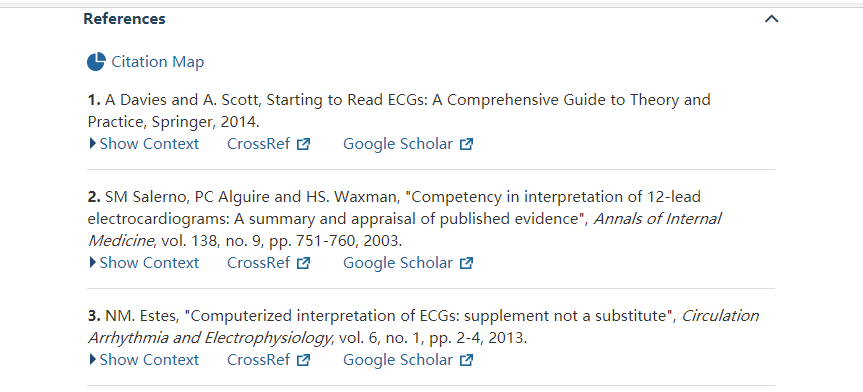 References
Citation Map
1. A Davies and A. Scott, Starting to Read ECGs: A Comprehensive Guide to Theory and
Practice, Springer, 2014.
Show Context CrossRef Google Scholar
2. SM Salerno, PC Alguire and HS. Waxman, "Competency in interpretation of 12-lead
electrocardiograms: A summary and appraisal of published evidence", Annals of Internal
Medicine, vol. 138, no. 9, pp. 751-760, 2003.
Show Context CrossRef Google Scholar
3. NM. Estes, "Computerized interpretation of ECGs: supplement not a substitute", Circulation
Arrhythmia and Electrophysiology, vol. 6, no. 1, pp. 2-4, 2013.
Show Context CrossRef Google Scholar